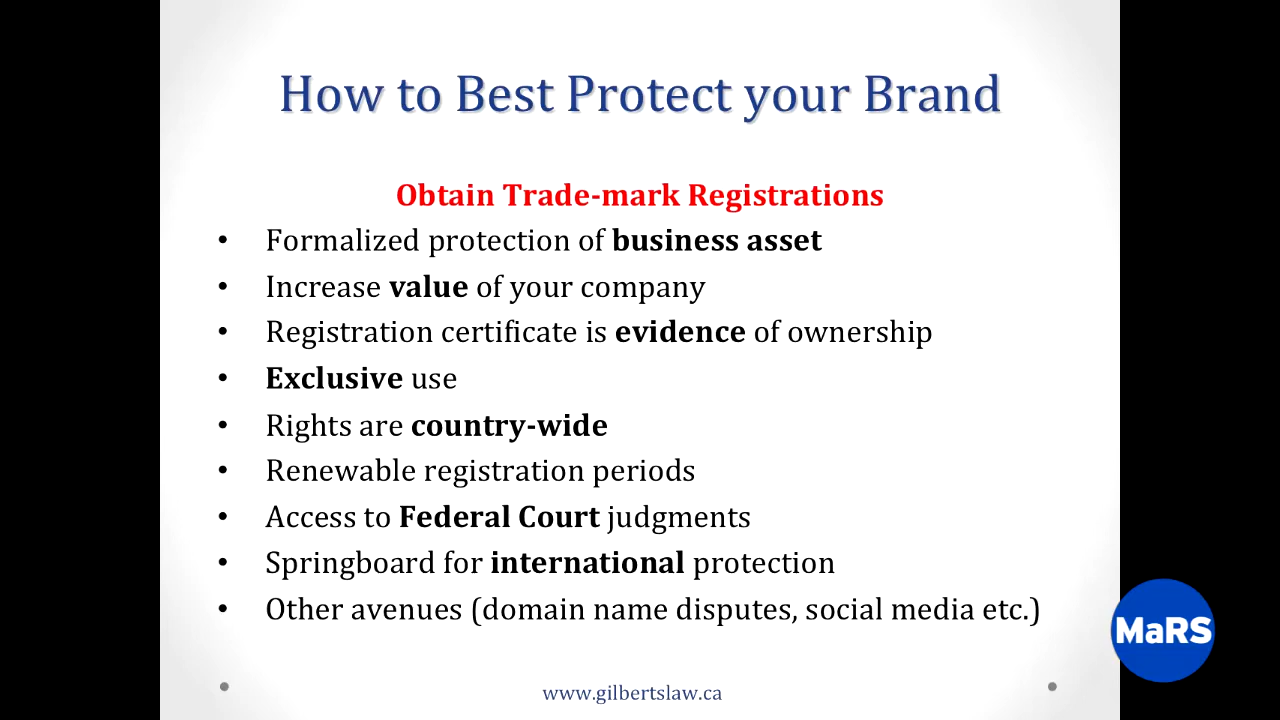 How to Best Protect your Brand
Obtain Trade-mark Registrations
• Formalized protection of business asset
• Increase value of your company
• Registration certificate is evidence of ownership
• Exclusive use
• Rights are country-wide
• Renewable registration periods
• Access to Federal Court judgments
• Springboard for international protection
• Other avenues (domain name disputes, social media etc.)
MaRS
www.gilbertslaw.ca